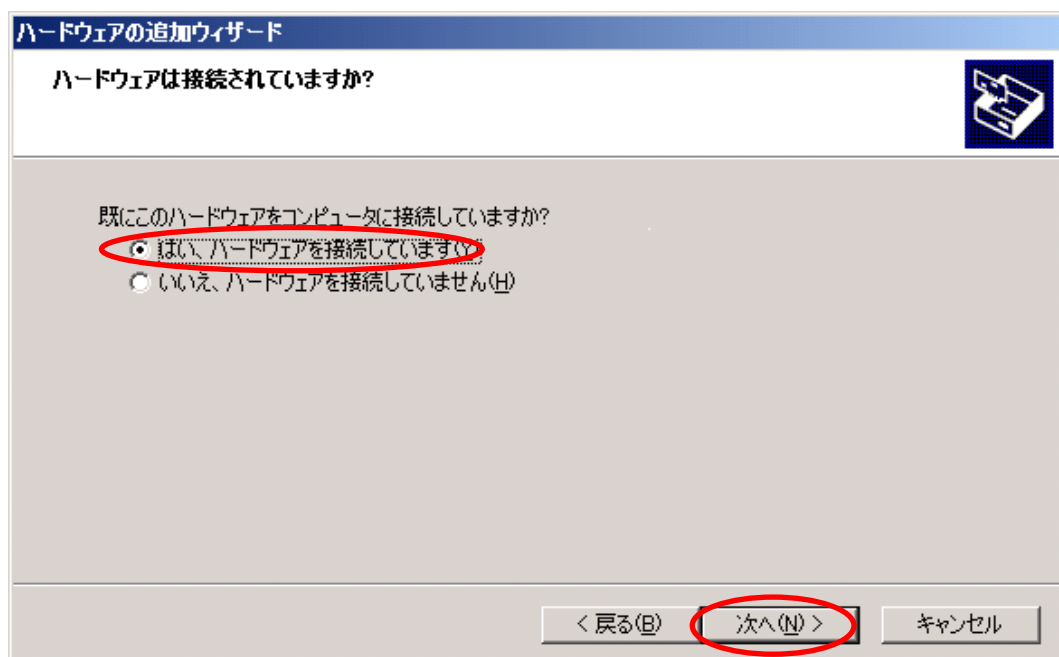 ハードウェアの追加ウィザード
ハードウェアは接続されていますか?
既にこのハードウェアをコンピュータに接続していますか?
はい、ハードウェアを接続しています(Y)
いいえ、ハードウェアを接続していません(H)
< 戻る(B) 次へ(N) > キャンセル